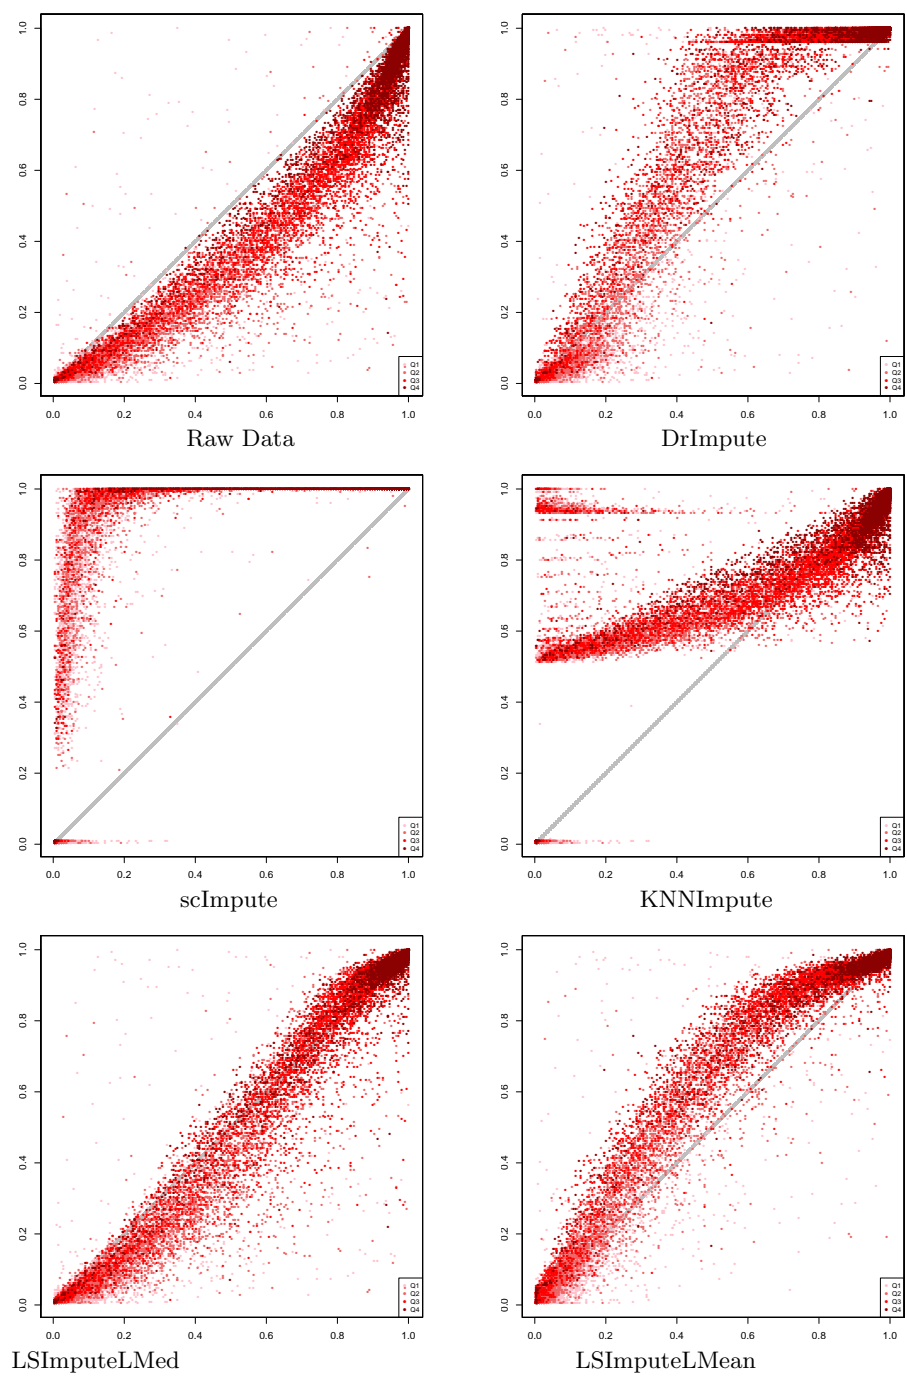 1.0 1.0
0.8 0.8
0.6 0.6
0.4 0.4
0.2 0.2
0.0 0.0
Q1 Q1
Q2 Q2
Q3 Q3
Q4 Q4
0.0 0.2 0.4 0.6 0.8 1.0 0.0 0.2 0.4 0.6 0.8 1.0
Raw Data DrImpute
1.0 1.0
0.8 0.8
0.6 0.6
0.4 0.4
0.2 0.2
0.0 0.0
Q1 Q1
Q2 Q2
Q3 Q3
Q4 Q4
0.0 0.2 0.4 0.6 0.8 1.0 0.0 0.2 0.4 0.6 0.8 1.0
scImpute KNNImpute
1.0 1.0
0.8 0.8
0.6 0.6
0.4 0.4
0.2 0.2
0.0 0.0
Q1 Q1
Q2 Q2
Q3 Q3
Q4 Q4
0.0 0.2 0.4 0.6 0.8 1.0 0.0 0.2 0.4 0.6 0.8 1.0
LSImputeLMed LSImputeLMean